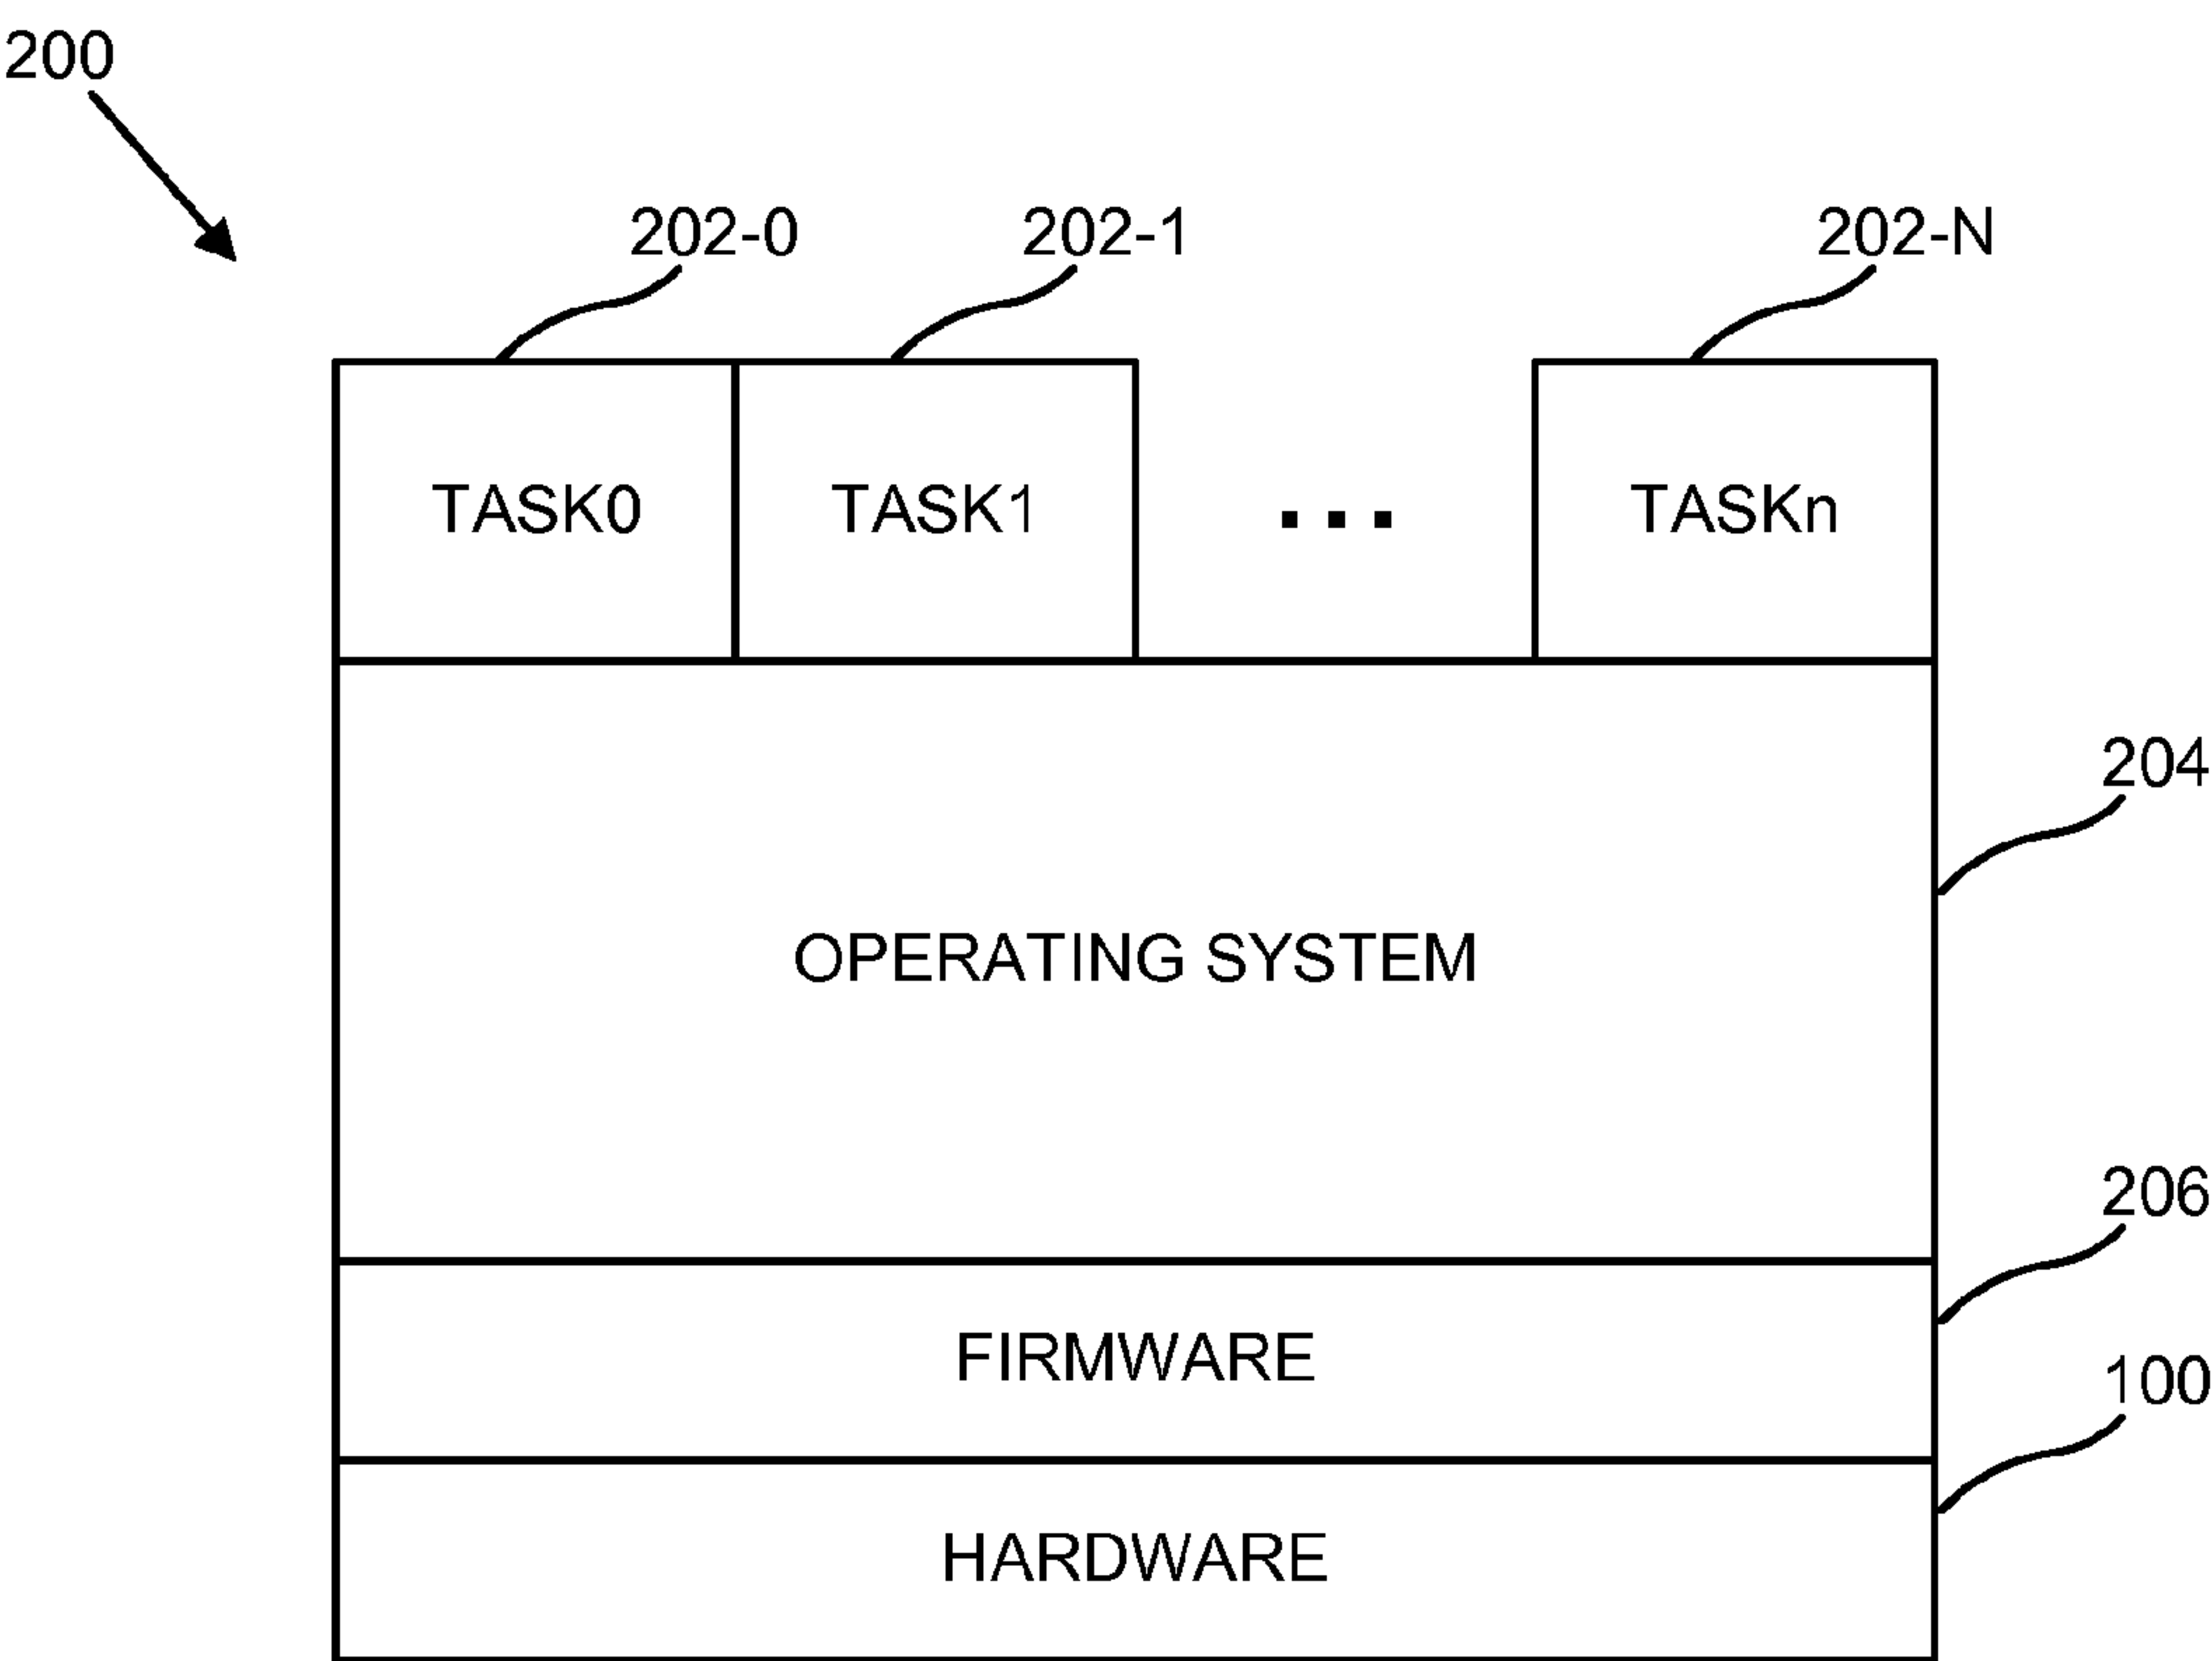 200
202-0 202-1 202-N
TASK0 TASK1 ... TASKn
204
OPERATING SYSTEM
206
FIRMWARE
100
HARDWARE